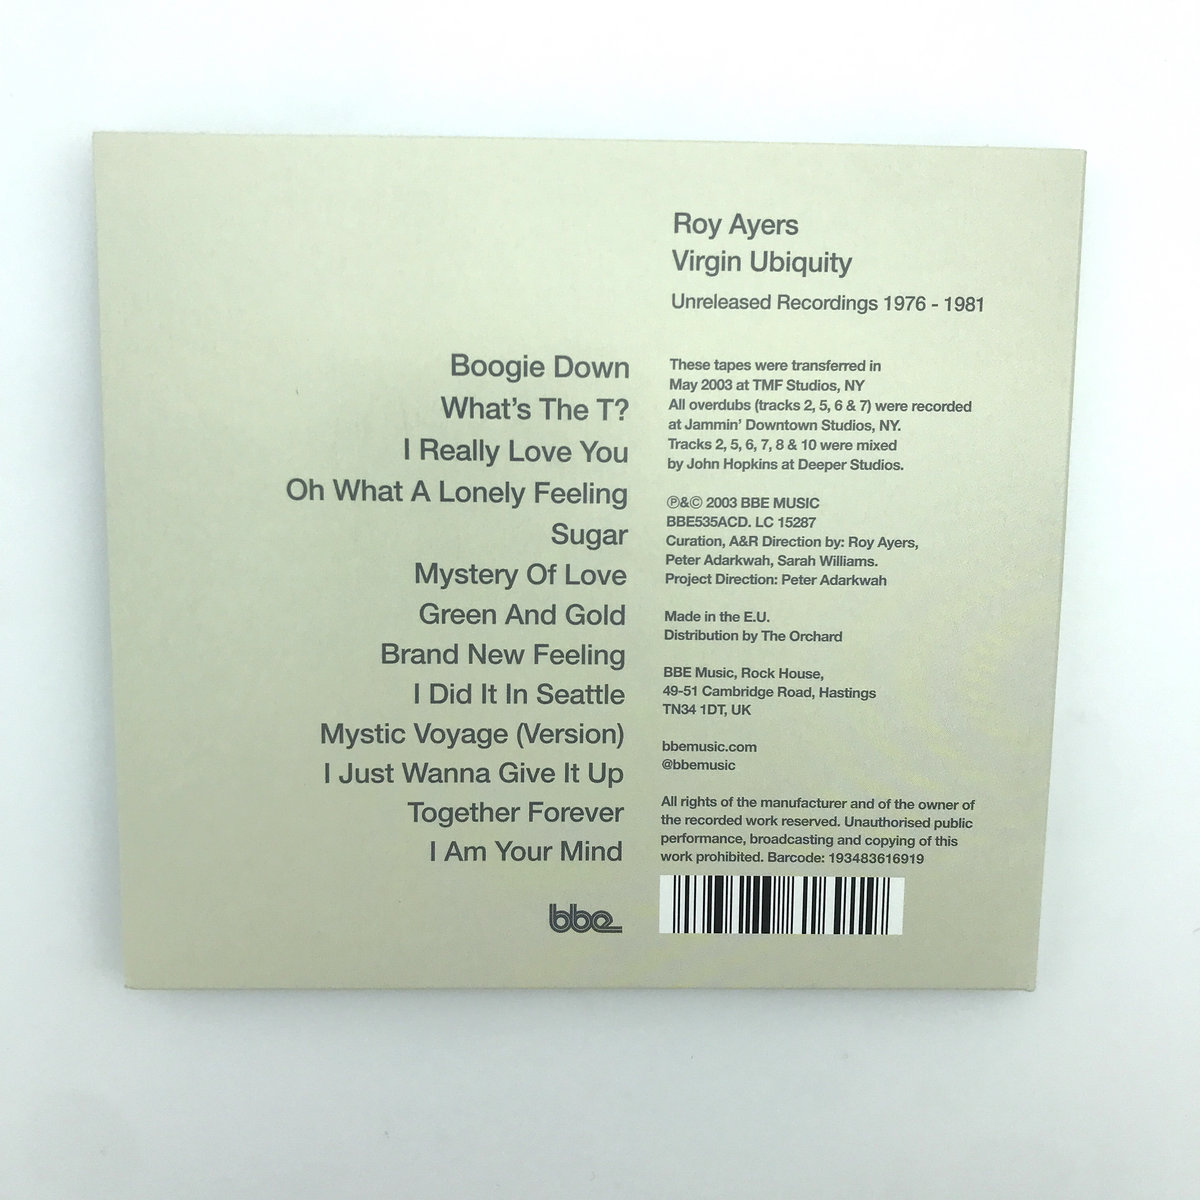 Roy Ayers
Virgin Ubiquity
Unreleased Recordings 1976 - 1981
Boogie Down
What's The T?
I Really Love You
Oh What A Lonely Feeling
Sugar
Mystery Of Love
Green And Gold
Brand New Feeling
I Did It In Seattle
Mystic Voyage (Version)
I Just Wanna Give It Up
Together Forever
I Am Your Mind
bbe
These tapes were transferred in
May 2003 at TMF Studios, NY
All overdubs (tracks 2, 5, 6 & 7) were recorded
at Jammin' Downtown Studios, NY.
Tracks 2, 5, 6, 7, 8 & 10 were mixed
by John Hopkins at Deeper Studios.
℗&© 2003 BBE MUSIC
BBE535ACD. LC 15287
Curation, A&R Direction by: Roy Ayers,
Peter Adarkwah, Sarah Williams.
Project Direction: Peter Adarkwah
Made in the E.U.
Distribution by The Orchard
BBE Music, Rock House,
49-51 Cambridge Road, Hastings
TN34 1DT, UK
bbemusic.com
@bbemusic
All rights of the manufacturer and of the owner of
the recorded work reserved. Unauthorised public
performance, broadcasting and copying of this
work prohibited. Barcode: 193483616919